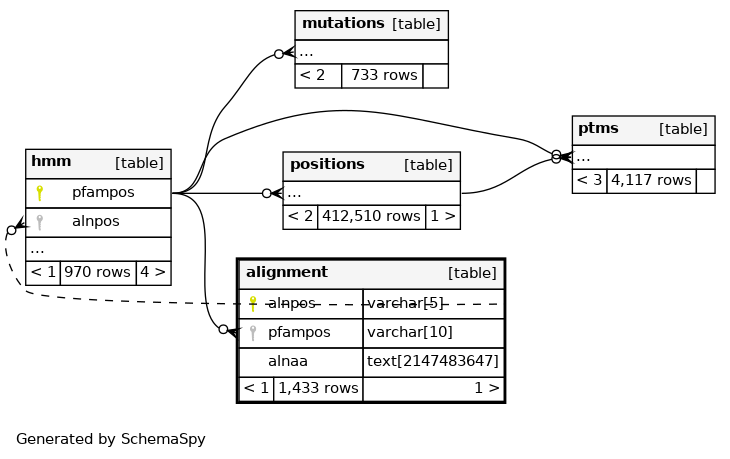 mutations [table]
...
< 2 733 rows
ptms [table]
...
< 3 4,117 rows
hmm [table]
pfampos
alnpos
...
< 1 970 rows 4 >
positions [table]
...
< 2 412,510 rows 1 >
alignment [table]
alnpos varchar[5]
pfampos varchar[10]
alnaa text[2147483647]
< 1 1,433 rows 1 >
Generated by SchemaSpy